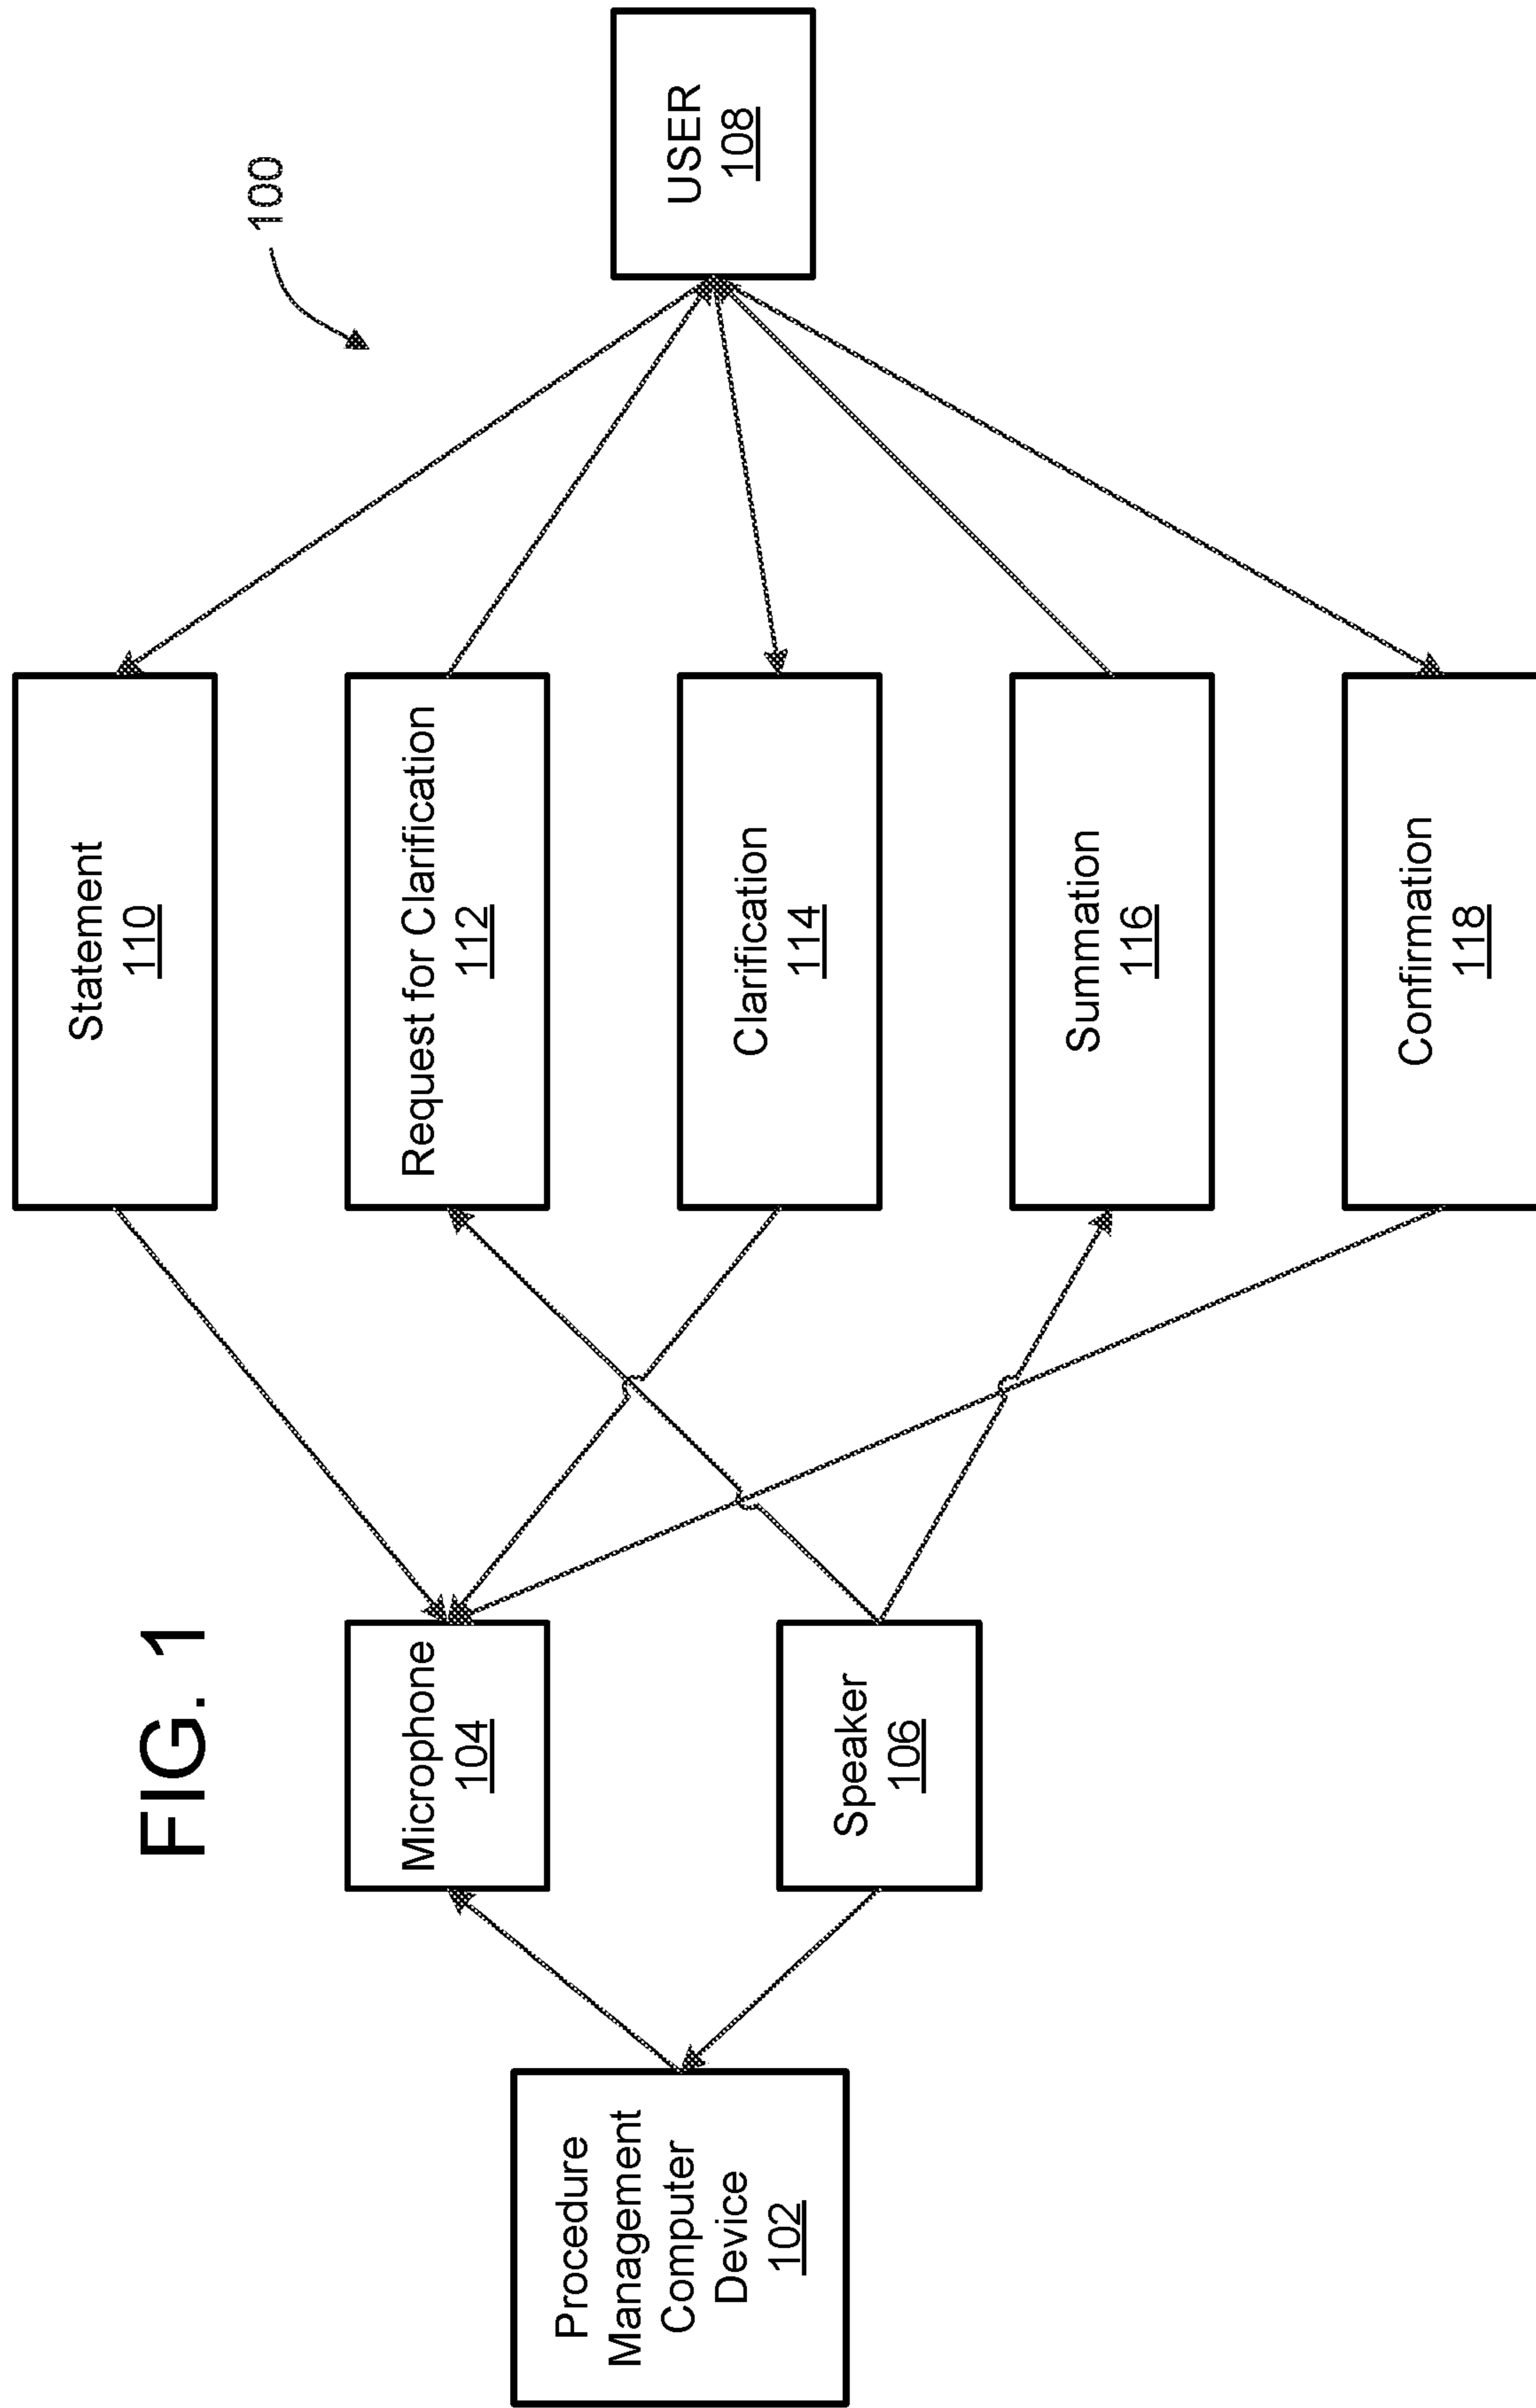 FIG. 1
100
Procedure
Management
Computer
Device
102
Microphone
104
Speaker
106
Statement
110
Request for Clarification
112
Clarification
114
Summation
116
Confirmation
118
USER
108